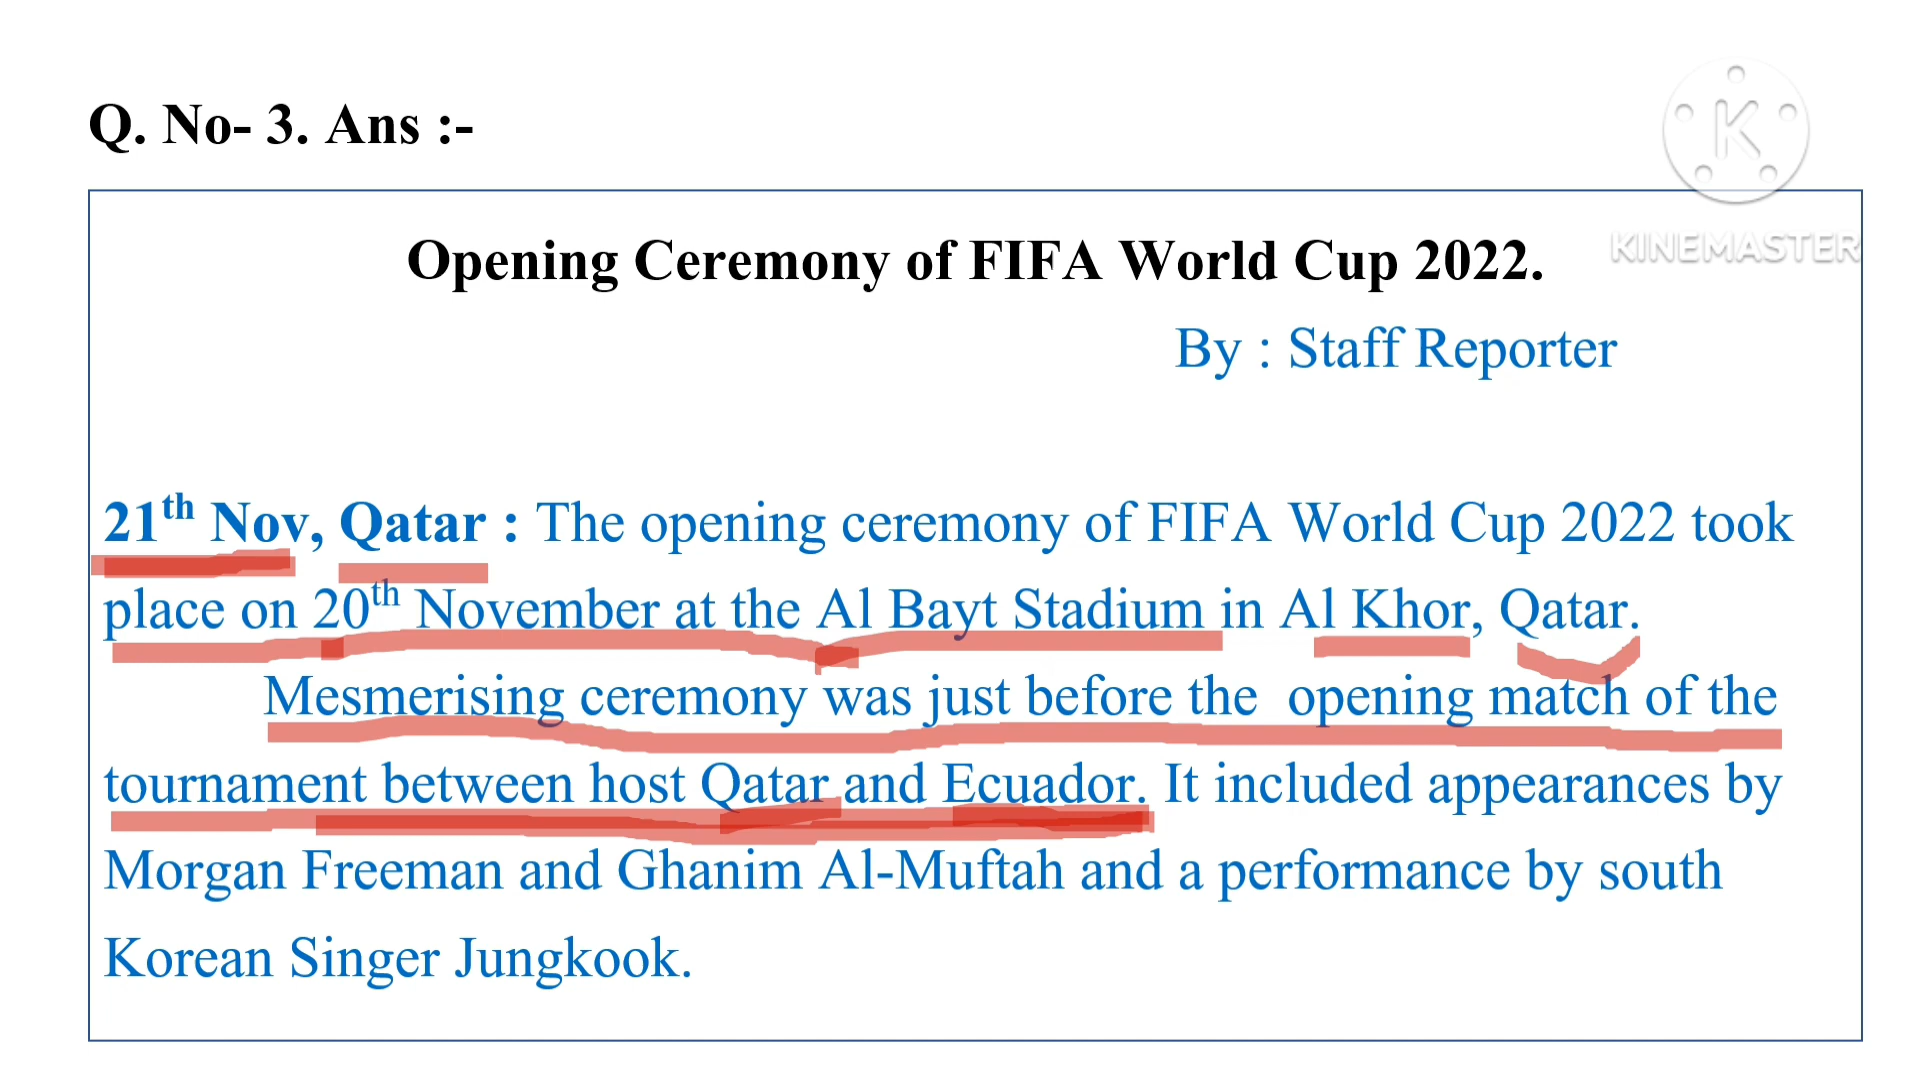 Q. No- 3. Ans :-
K
KINEMASTER
Opening Ceremony of FIFA World Cup 2022.
By : Staff Reporter
21th Nov, Qatar : The opening ceremony of FIFA World Cup 2022 took
place on 20th November at the Al Bayt Stadium in Al Khor, Qatar.
Mesmerising ceremony was just before the opening match of the
tournament between host Qatar and Ecuador. It included appearances by
Morgan Freeman and Ghanim Al-Muftah and a performance by south
Korean Singer Jungkook.